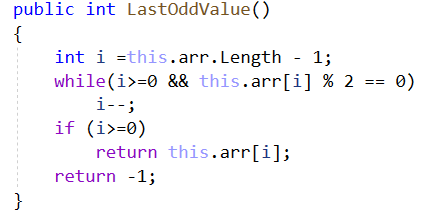 public int LastOddValue()
{
int i =this.arr.Length - 1;
while(i>=0 && this.arr[i] % 2 == 0)
i--;
if (i>=0)
return this.arr[i];
return -1;
}